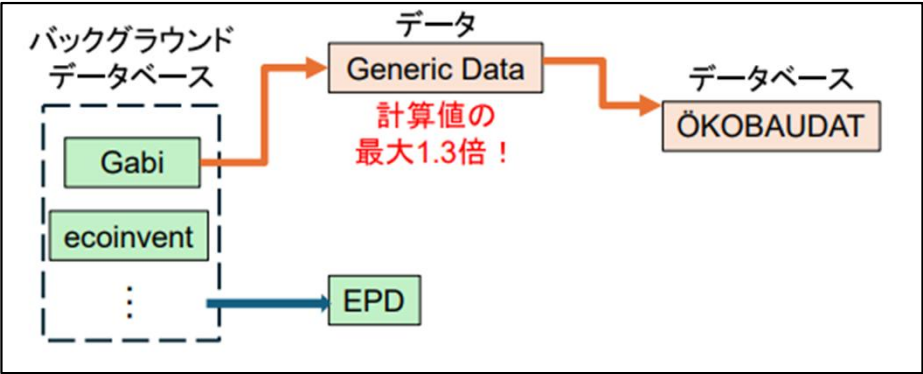 バックグラウンド
データベース
Gabi
ecoinvent
⋮
データ
Generic Data
計算値の
最大1.3倍！
EPD
データベース
ÖKOBAUDAT